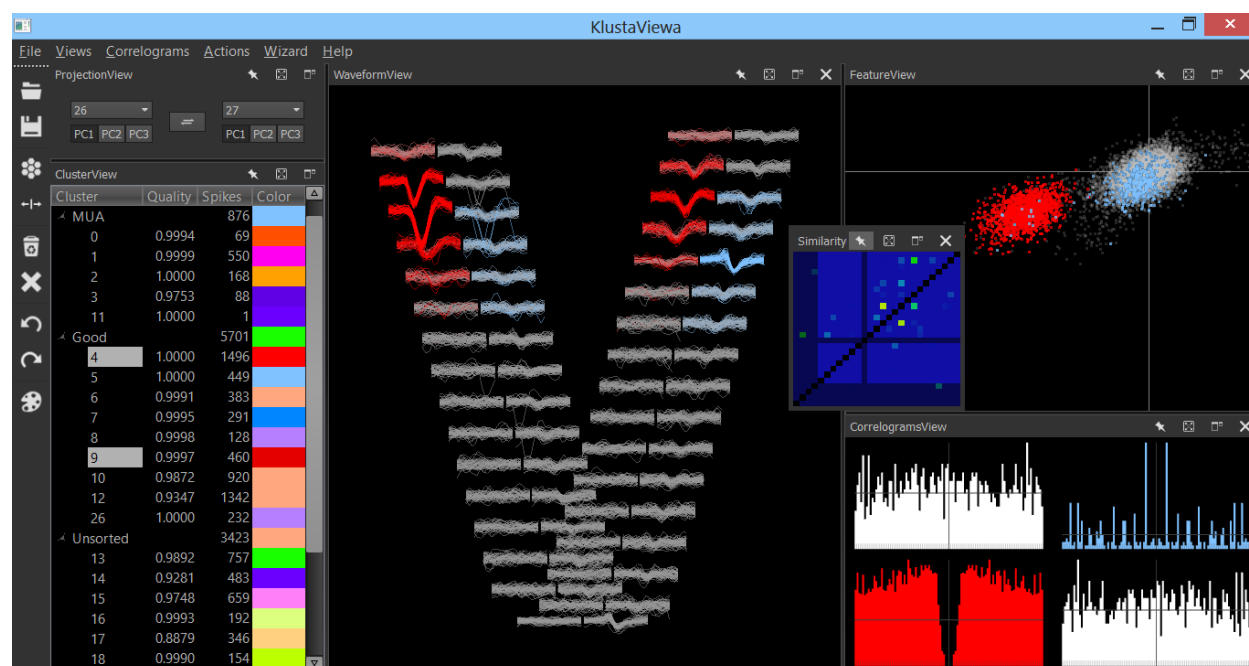 KlustaViewa
File Views Correlograms Actions Wizard Help
ProjectionView
26 27
PC1 PC2 PC3 PC1 PC2 PC3
ClusterView
Cluster Quality Spikes Color
MUA 876
0 0.9994 69
1 0.9999 550
2 1.0000 168
3 0.9753 88
11 1.0000 1
Good 5701
4 1.0000 1496
5 1.0000 449
6 0.9991 383
7 0.9995 291
8 0.9998 128
9 0.9997 460
10 0.9872 920
12 0.9347 1342
26 1.0000 232
Unsorted 3423
13 0.9892 757
14 0.9281 483
15 0.9748 659
16 0.9993 192
17 0.8879 346
18 0.9990 154
WaveformView
Similarity
FeatureView
CorrelogramsView